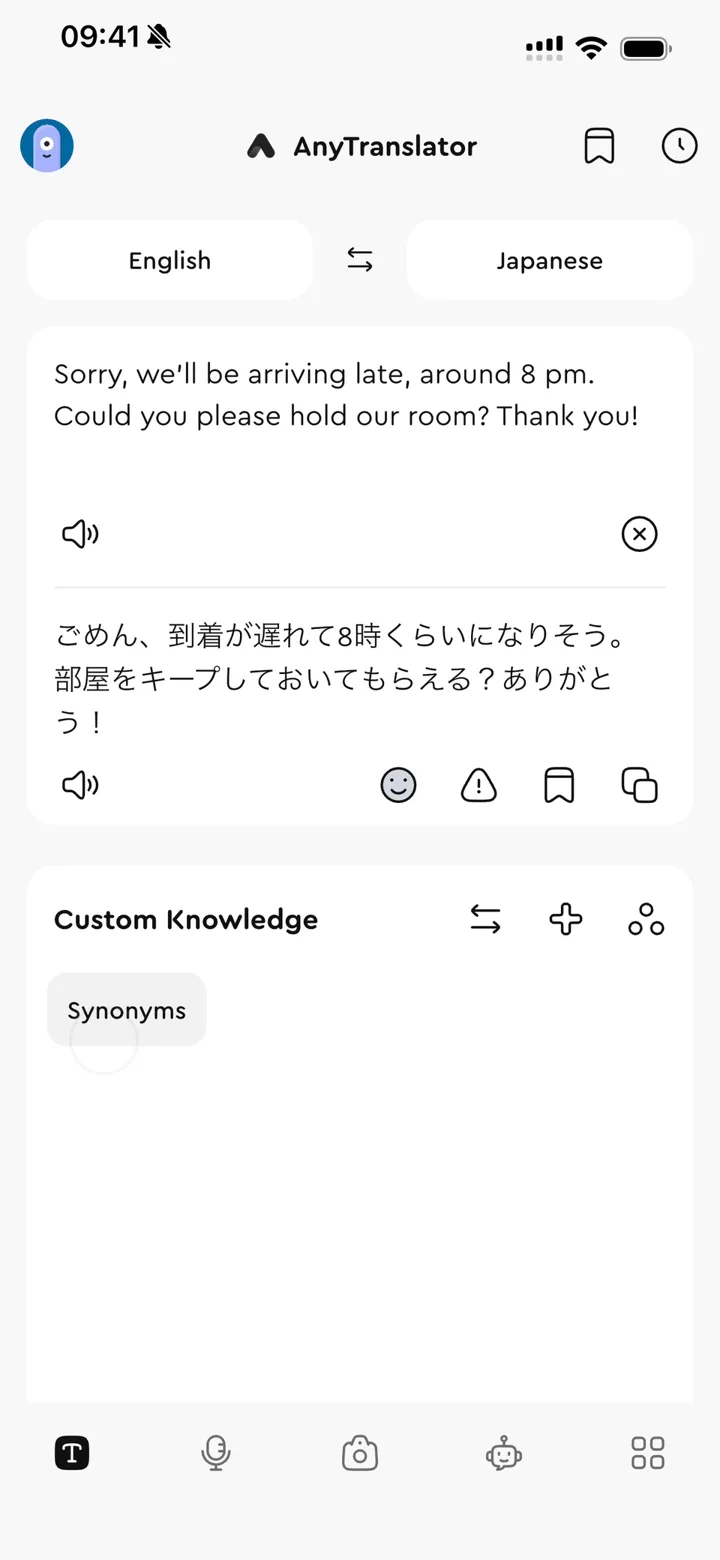 09:41
AnyTranslator
English
Japanese
Sorry, we'll be arriving late, around 8 pm.
Could you please hold our room? Thank you!
ごめん、到着が遅れて8時くらいになりそう。
部屋をキープしておいてもらえる？ありがと
う！
Custom Knowledge
Synonyms